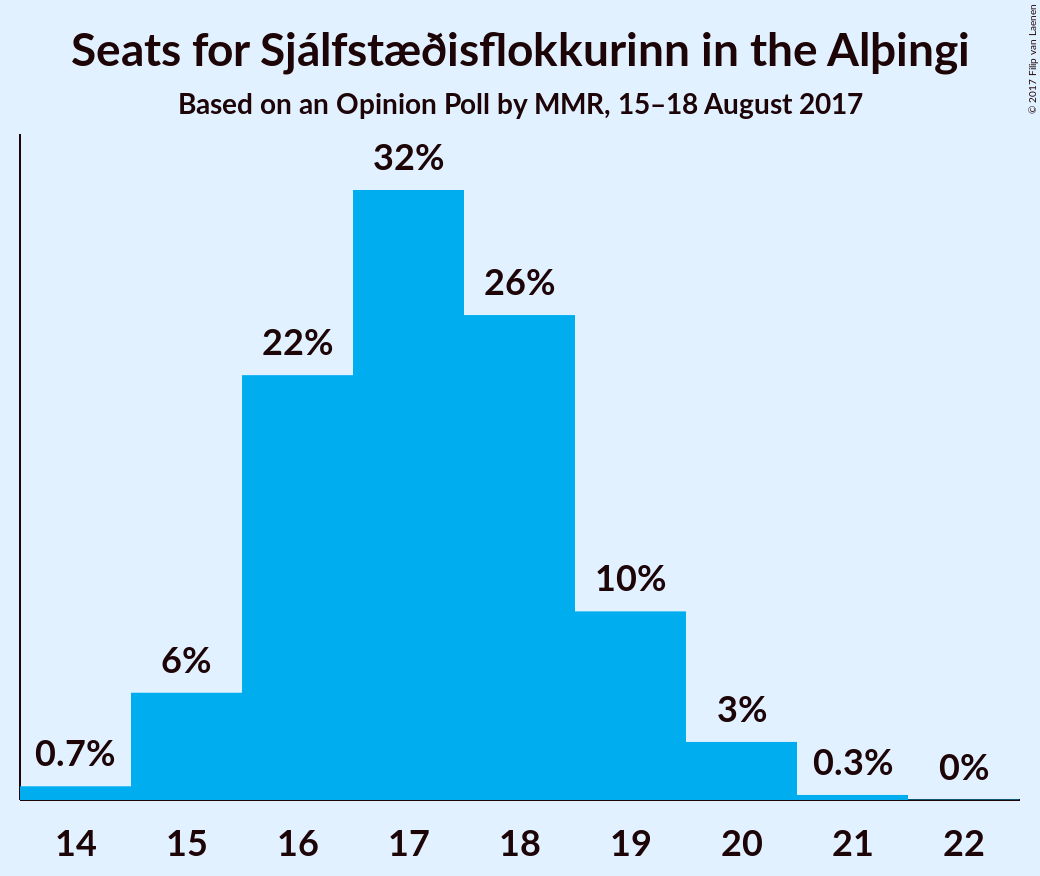 Seats for Sjálfstæðisflokkurinn in the Alþingi
Based on an Opinion Poll by MMR, 15–18 August 2017
© 2017 Filip van Laenen
32%
26%
22%
10%
6%
3%
0.7%
0.3%
0%
14 15 16 17 18 19 20 21 22